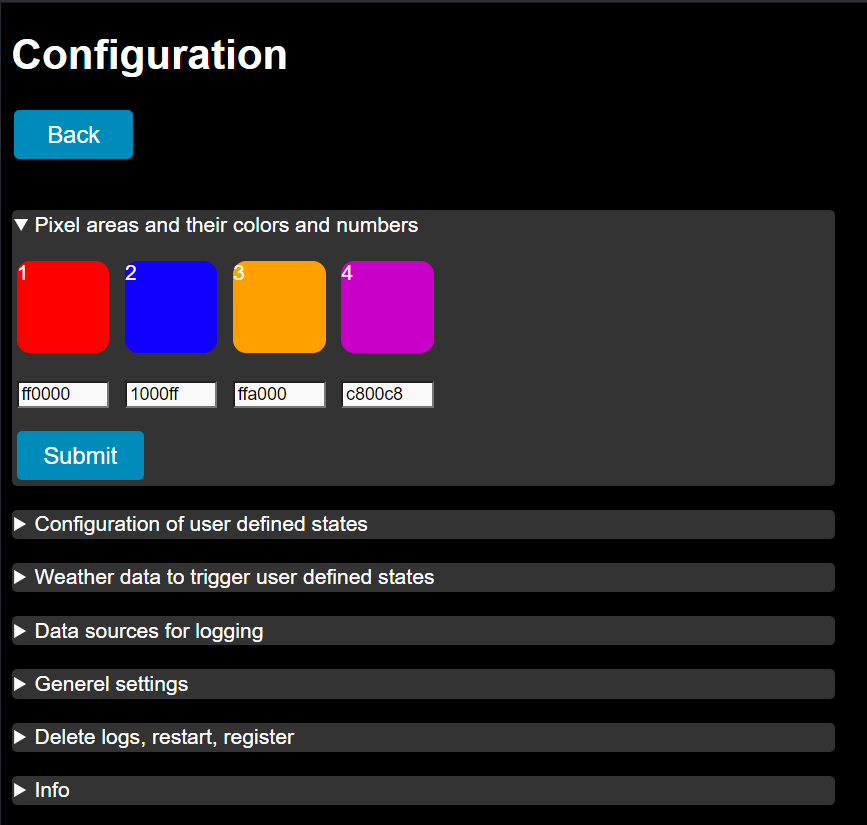 Configuration
Back
Pixel areas and their colors and numbers
1 2 3 4
ff0000 1000ff ffa000 c800c8
Submit
Configuration of user defined states
Weather data to trigger user defined states
Data sources for logging
Generel settings
Delete logs, restart, register
Info